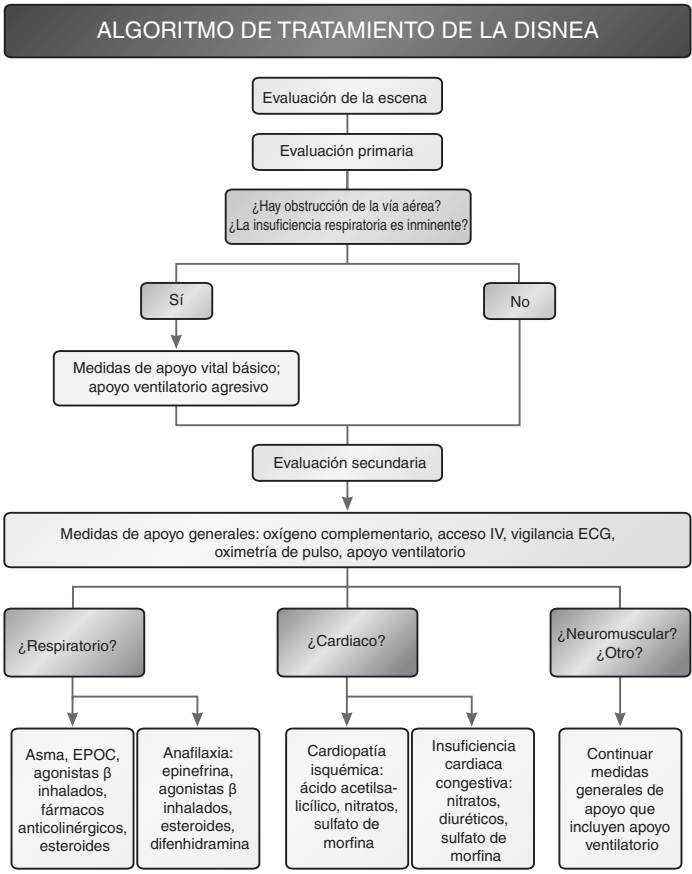 ALGORITMO DE TRATAMIENTO DE LA DISNEA
Evaluación de la escena
Evaluación primaria
¿Hay obstrucción de la vía aérea?
¿La insuficiencia respiratoria es inminente?
Sí
No
Medidas de apoyo vital básico;
apoyo ventilatorio agresivo
Evaluación secundaria
Medidas de apoyo generales: oxígeno complementario, acceso IV, vigilancia ECG,
oximetría de pulso, apoyo ventilatorio
¿Respiratorio?
¿Cardiaco?
¿Neuromuscular?
¿Otro?
Asma, EPOC,
agonistas β
inhalados,
fármacos
anticolinérgicos,
esteroides
Anafilaxia:
epinefrina,
agonistas β
inhalados,
esteroides,
difenhidramina
Cardiopatía
isquémica:
ácido acetilsa-
licílico, nitratos,
sulfato de
morfina
Insuficiencia
cardiaca
congestiva:
nitratos,
diuréticos,
sulfato de
morfina
Continuar
medidas
generales de
apoyo que
incluyen apoyo
ventilatorio